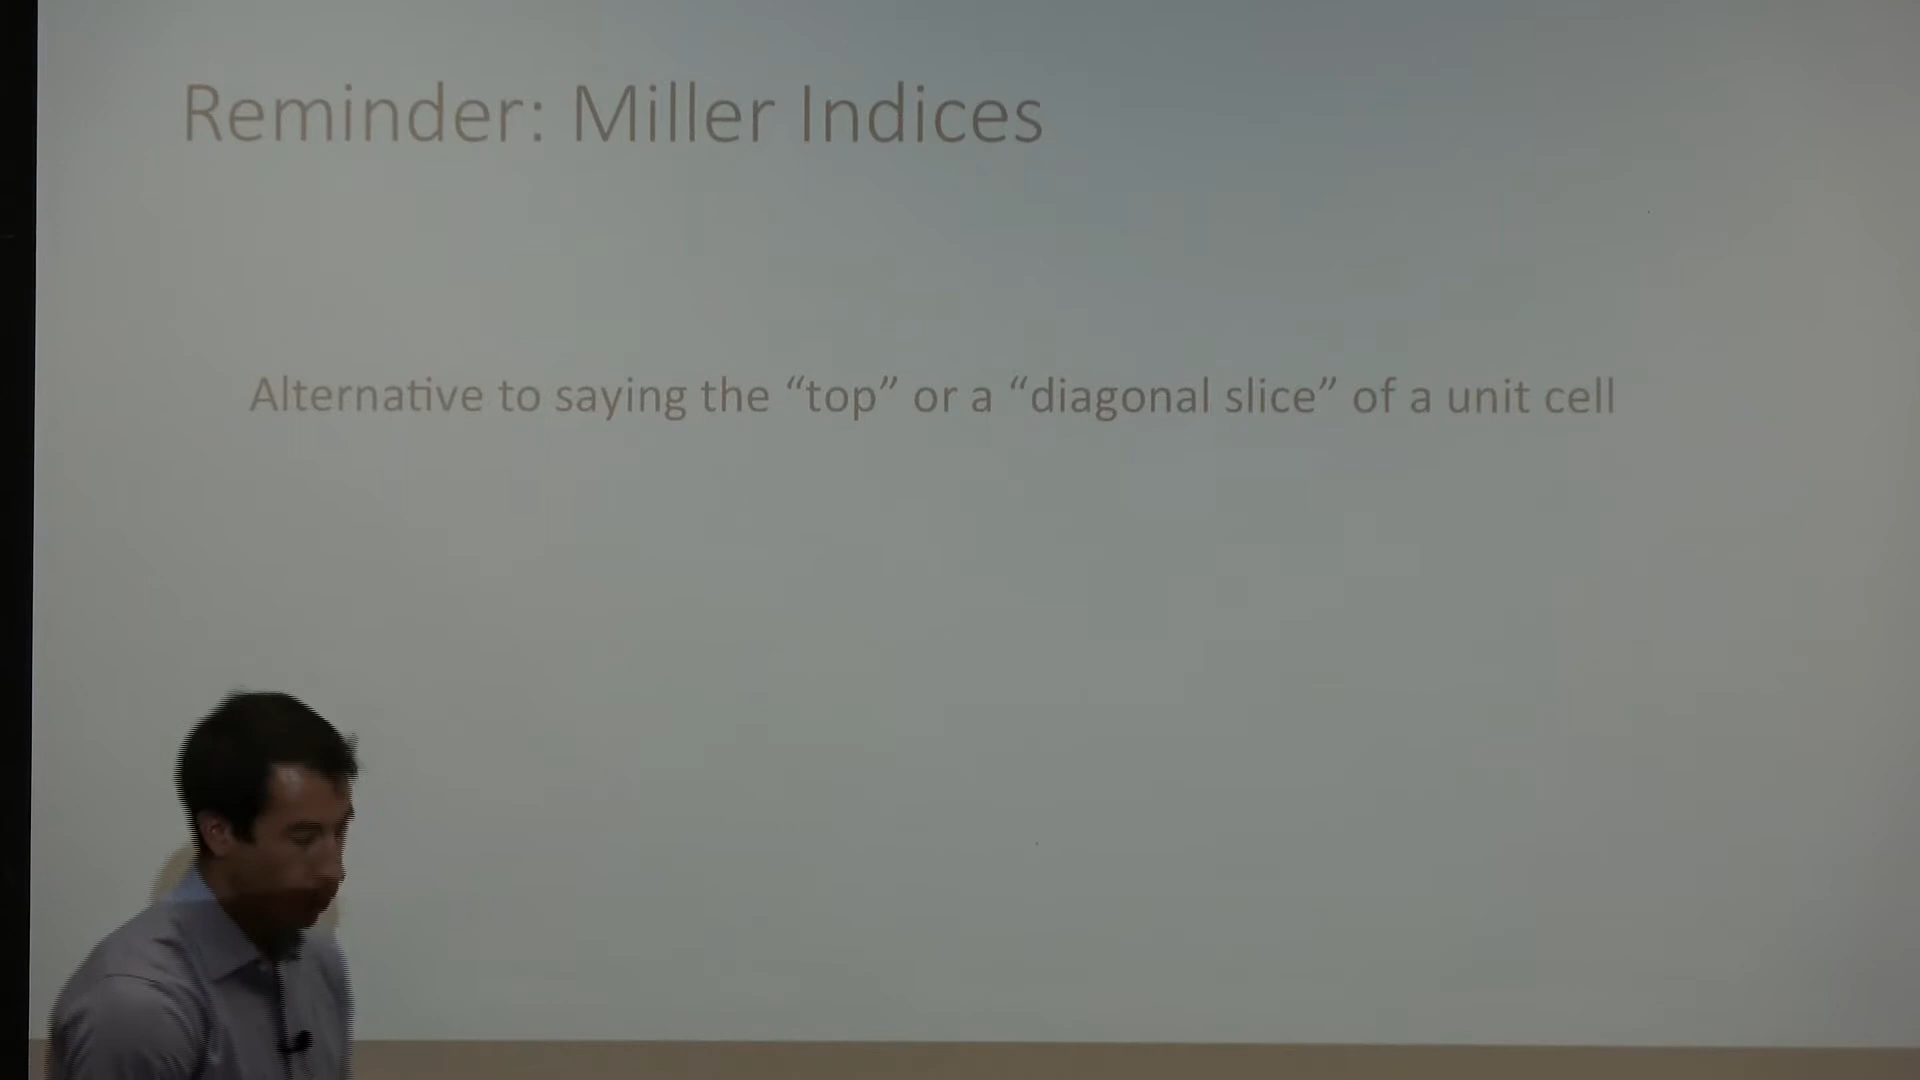 Reminder: Miller Indices
Alternative to saying the “top” or a “diagonal slice” of a unit cell